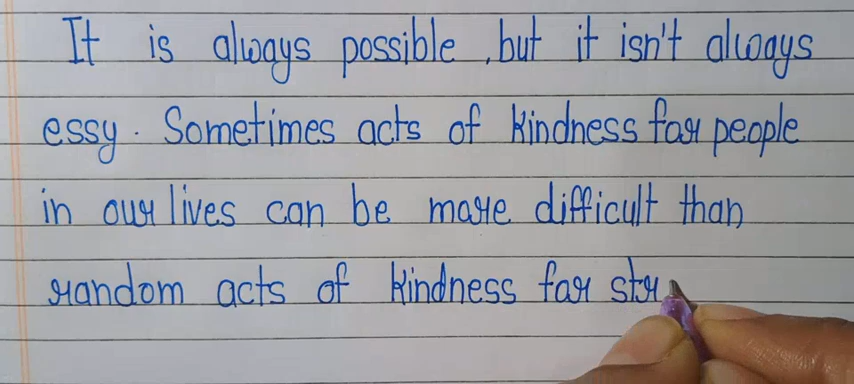 It is always possible ,but it isn't always
essy. Sometimes acts of kindness for people
in our lives can be more difficult than
random acts of kindness for str